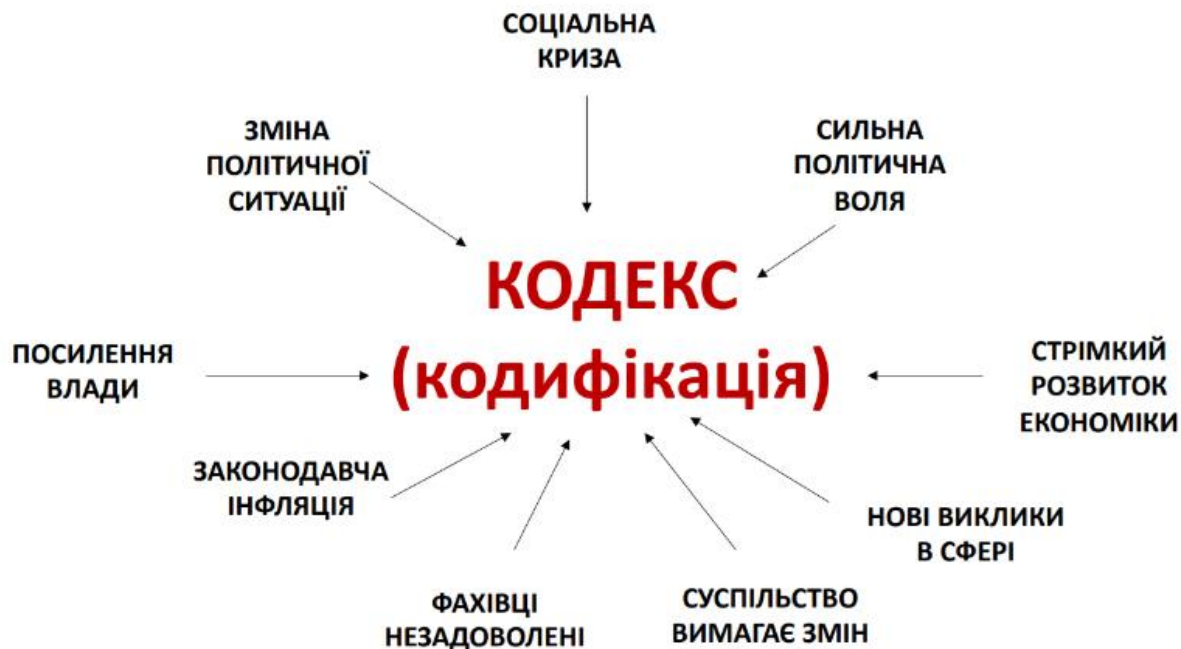 СОЦІАЛЬНА
КРИЗА
ЗМІНА
ПОЛІТИЧНОЇ
СИТУАЦІЇ
СИЛЬНА
ПОЛІТИЧНА
ВОЛЯ
КОДЕКС
(кодифікація)
ПОСИЛЕННЯ
ВЛАДИ
СТРІМКИЙ
РОЗВИТОК
ЕКОНОМІКИ
ЗАКОНОДАВЧА
ІНФЛЯЦІЯ
НОВІ ВИКЛИКИ
В СФЕРІ
ФАХІВЦІ
НЕЗАДОВОЛЕНІ
СУСПІЛЬСТВО
ВИМАГАЄ ЗМІН